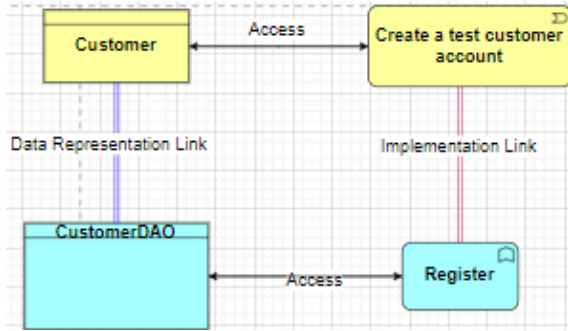 Access
Customer
Create a test customer
account
Data Representation Link
Implementation Link
CustomerDAO
Access
Register